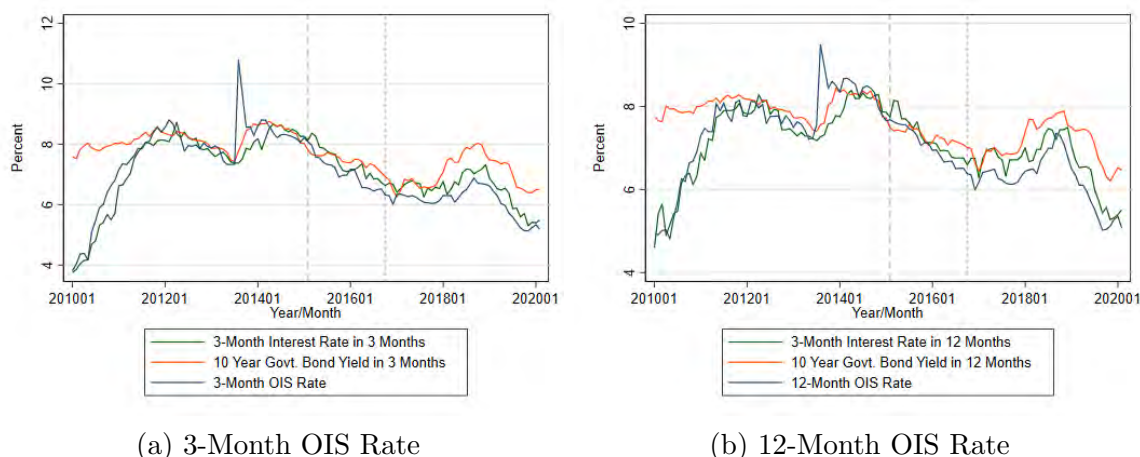 12
10
8
6
4
Percent
201001 201201 201401 201601 201801 202001
Year/Month
3-Month Interest Rate in 3 Months
10 Year Govt. Bond Yield in 3 Months
3-Month OIS Rate
(a) 3-Month OIS Rate
10
8
6
4
Percent
201001 201201 201401 201601 201801 202001
Year/Month
3-Month Interest Rate in 12 Months
10 Year Govt. Bond Yield in 12 Months
12-Month OIS Rate
(b) 12-Month OIS Rate